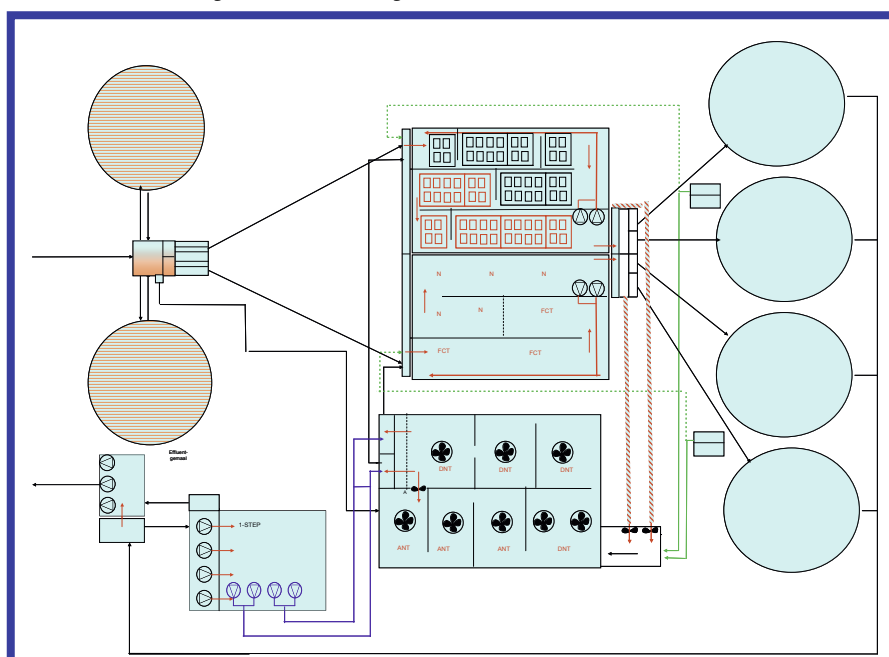 N N N
N N FCT
FCT FCT
Effluent-
gemaal
DNT DNT DNT
A
1-STEP
ANT ANT ANT DNT